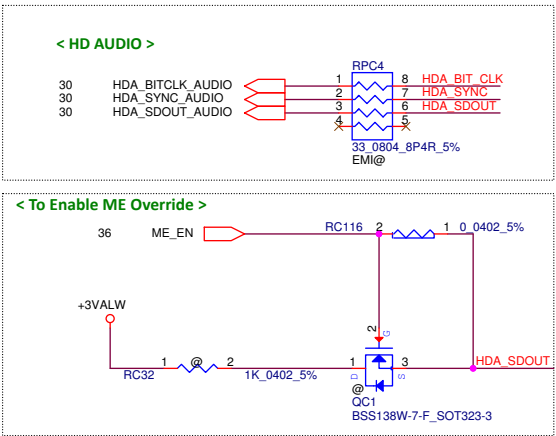 < HD AUDIO >
RPC4
30 HDA_BITCLK_AUDIO 1 8 HDA_BIT_CLK
30 HDA_SYNC_AUDIO 2 7 HDA_SYNC
30 HDA_SDOUT_AUDIO 3 6 HDA_SDOUT
4 5
33_0804_8P4R_5%
EMI@
< To Enable ME Override >
36 ME_EN RC116 2 1 0_0402_5%
+3VALW
2
G
1 @ 2 1 3 HDA_SDOUT
RC32 1K_0402_5% D S
@
QC1
BSS138W-7-F_SOT323-3